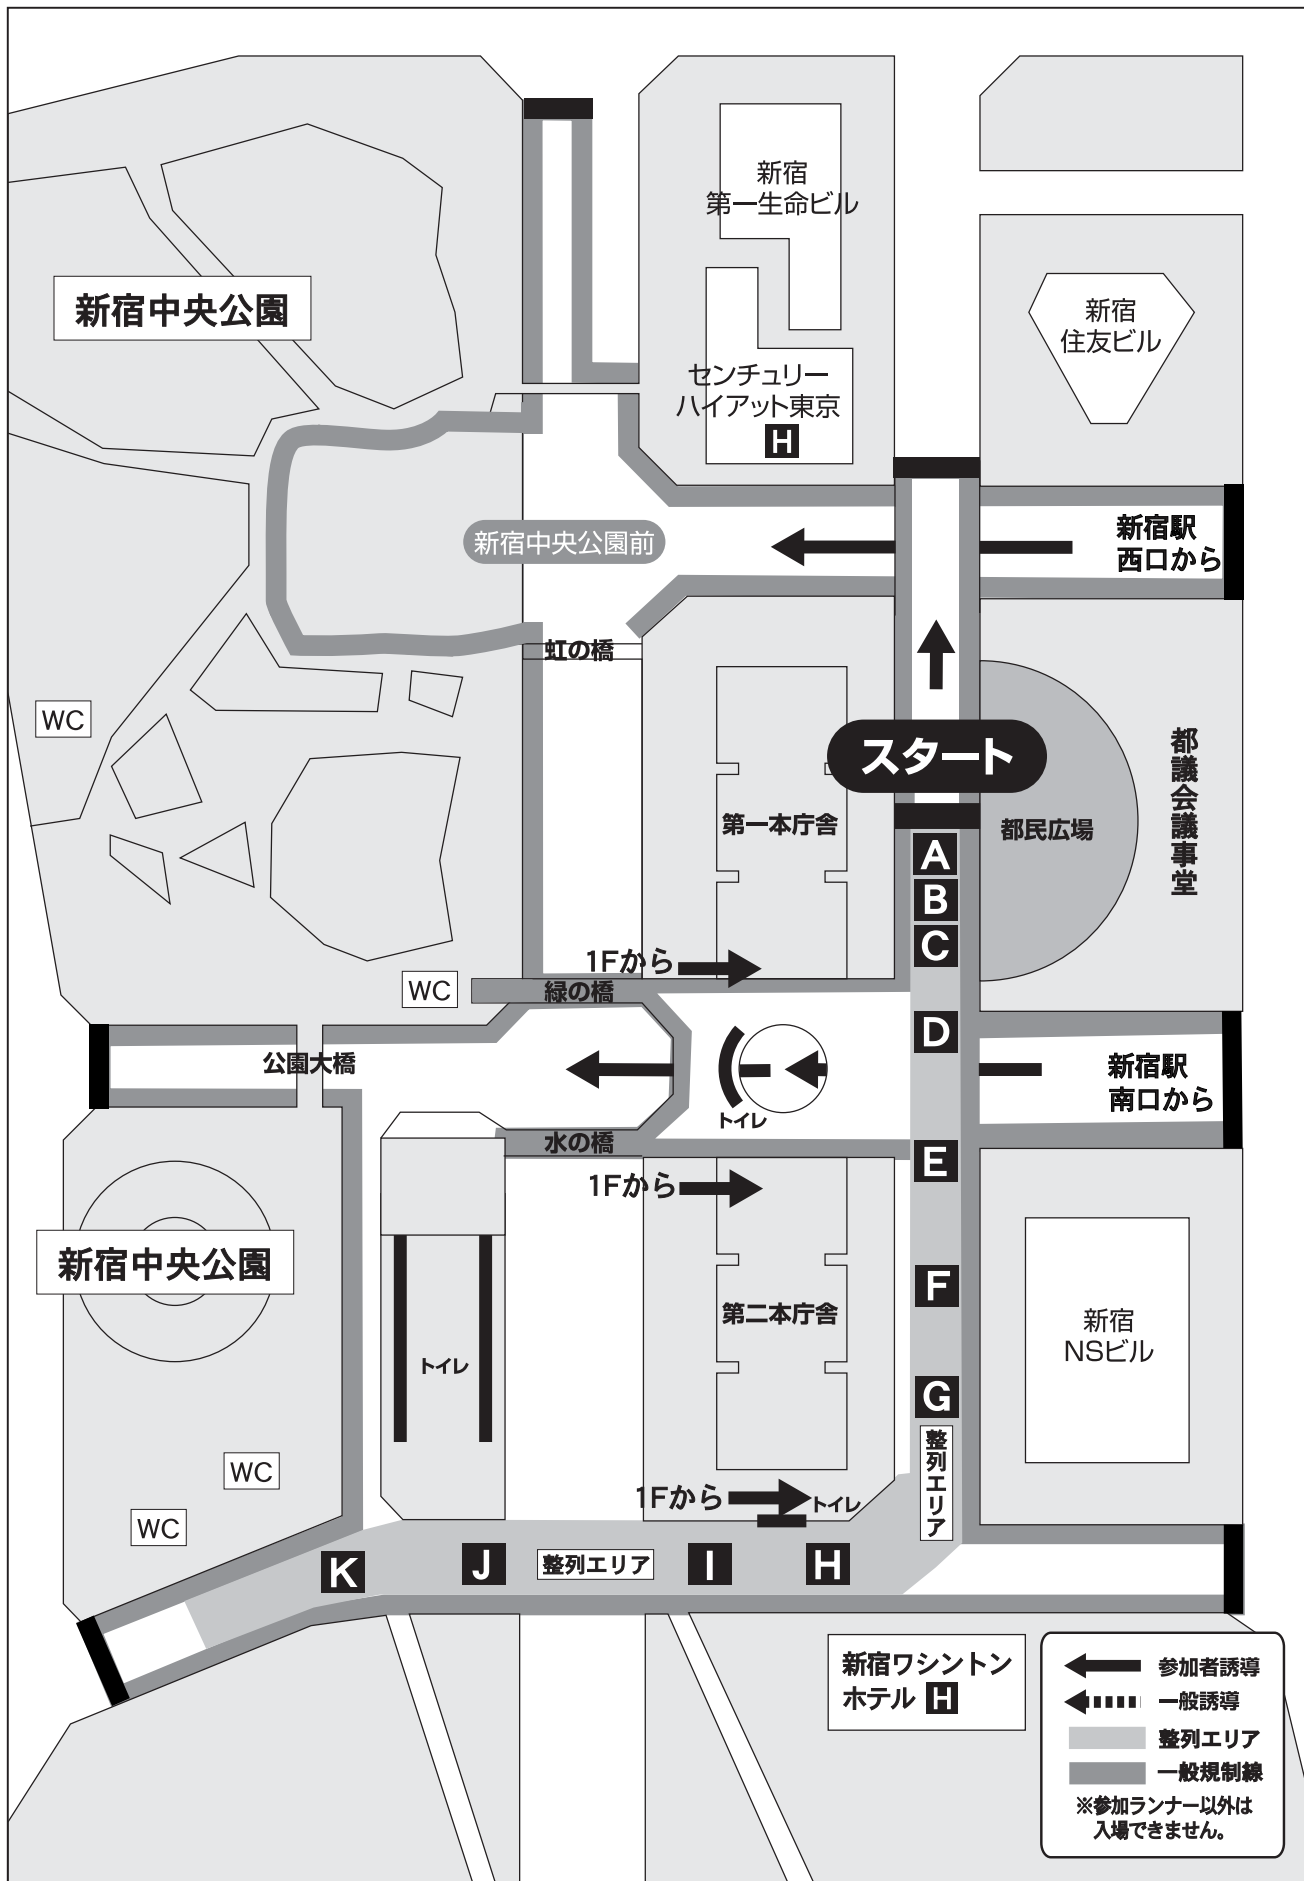 新宿
第一生命ビル
新宿中央公園
新宿
住友ビル
センチュリー
ハイアット東京
H
新宿駅
西口から
新宿中央公園前
虹の橋
WC
スタート
都議会議事堂
第一本庁舎
都民広場
A
B
C
1Fから
WC
緑の橋
D
公園大橋
新宿駅
南口から
トイレ
水の橋
E
1Fから
新宿中央公園
F
第二本庁舎
新宿
NSビル
トイレ
G
整列エリア
WC
1Fから
トイレ
WC
K
J
整列エリア
I
H
新宿ワシントン
ホテル H
参加者誘導
一般誘導
整列エリア
一般規制線
※参加ランナー以外は
入場できません。